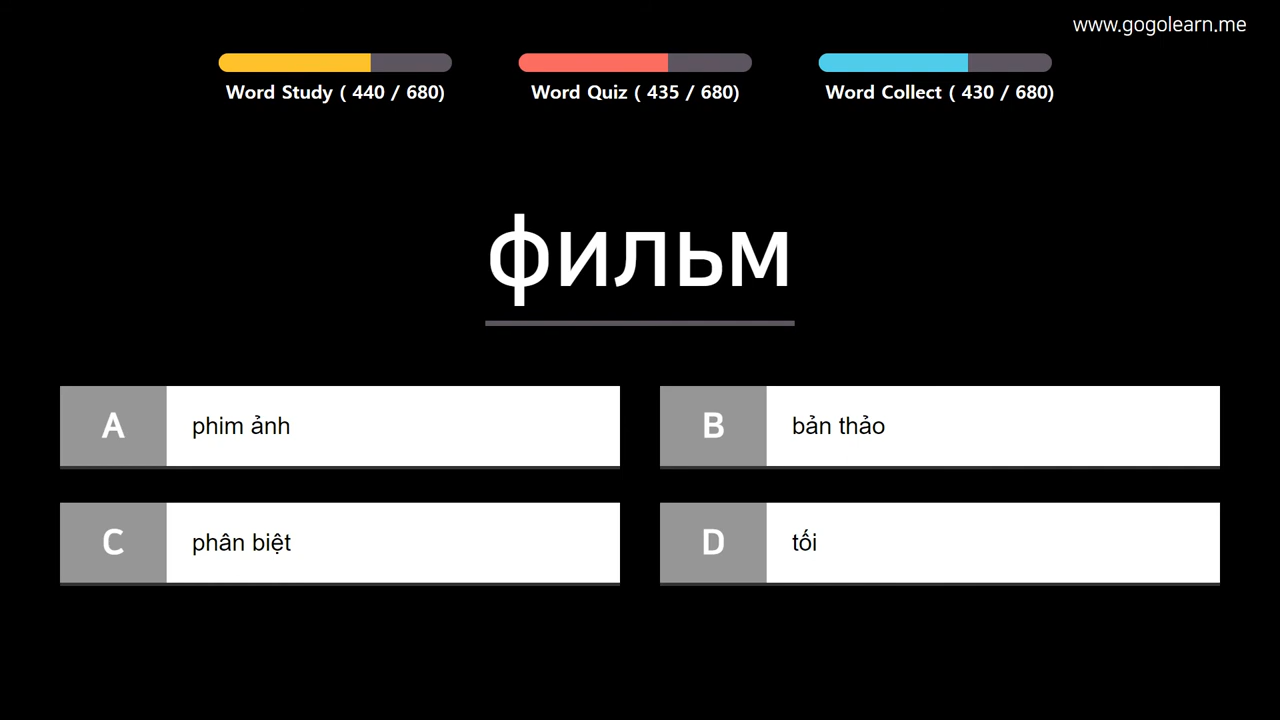 www.gogolearn.me
Word Study ( 440 / 680)
Word Quiz ( 435 / 680)
Word Collect ( 430 / 680)
фильм
A phim ảnh
B bản thảo
C phân biệt
D tối